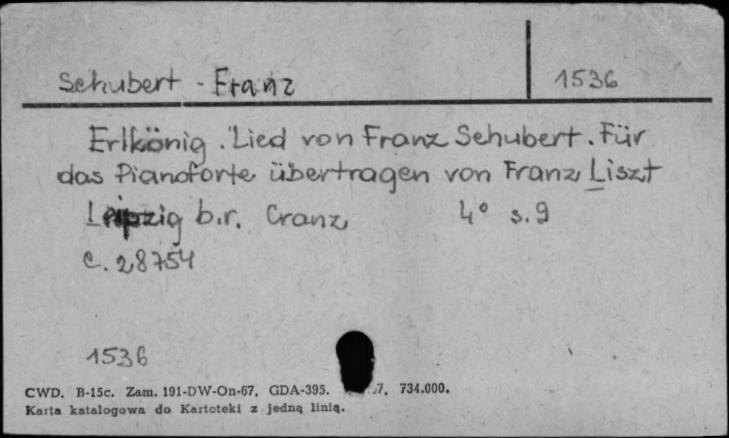 Schubert - Franz 1536
Erlkönig. Lied von Franz Schubert. Für
das Pianoforte übertragen von Franz Liszt
Leipzig b.r. Cranz 4° s.9
C. 28754
1536
CWD. B-15c. Zam. 191-DW-On-67. GDA-395. 734.000.
Karta katalogowa do Kartoteki z jedną linią.